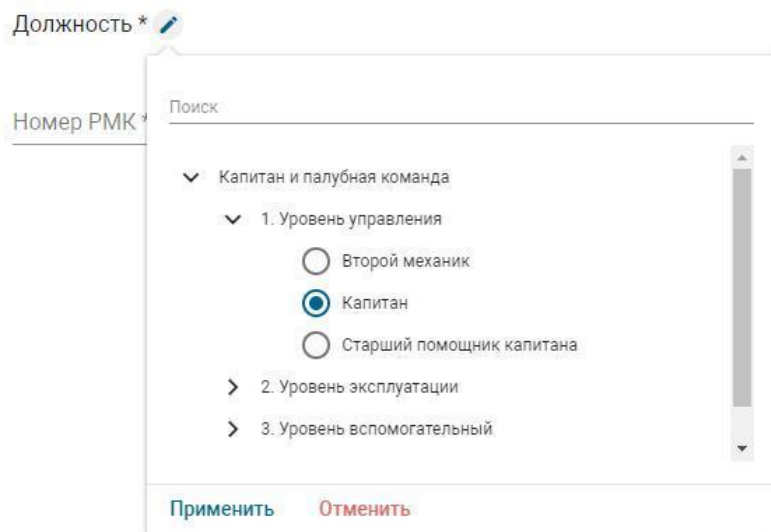 Должность *
Поиск
Номер РМК *
Капитан и палубная команда
1. Уровень управления
Второй механик
Капитан
Старший помощник капитана
2. Уровень эксплуатации
3. Уровень вспомогательный
Применить Отменить